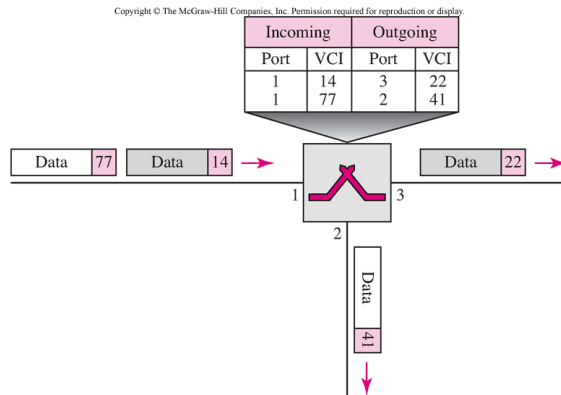 Copyright © The McGraw-Hill Companies, Inc. Permission required for reproduction or display.
Incoming Outgoing
Port VCI Port VCI
1 14 3 22
1 77 2 41
Data 77 Data 14 Data 22
1 3
2
Data 41